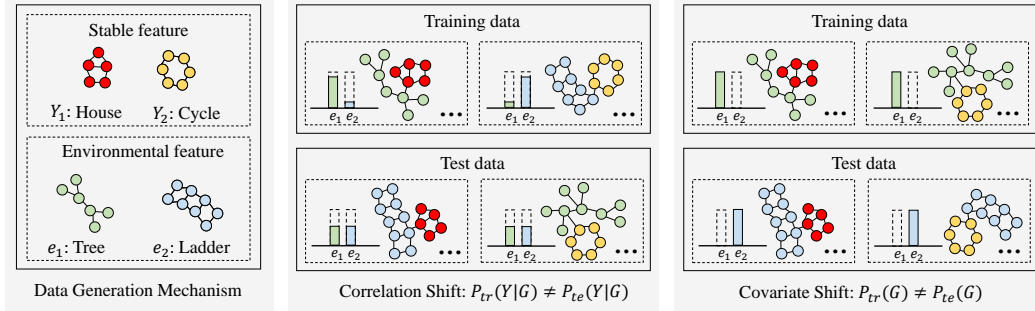 Stable feature
Y₁: House Y₂: Cycle
Environmental feature
e₁: Tree e₂: Ladder
Data Generation Mechanism
Training data
e₁ e₂ ••• e₁ e₂ •••
Test data
e₁ e₂ ••• e₁ e₂ •••
Correlation Shift: Pₜᵣ(Y|G) ≠ Pₜₑ(Y|G)
Training data
e₁ e₂ ••• e₁ e₂ •••
Test data
e₁ e₂ ••• e₁ e₂ •••
Covariate Shift: Pₜᵣ(G) ≠ Pₜₑ(G)